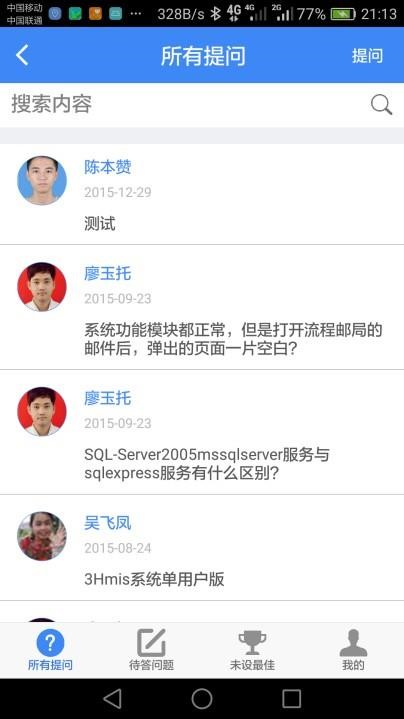 中国移动
中国联通
... 328B/s 4G 4G 2G 77% 21:13
所有提问 提问
搜索内容
陈本赞
2015-12-29
测试
廖玉托
2015-09-23
系统功能模块都正常，但是打开流程邮局的
邮件后，弹出的页面一片空白？
廖玉托
2015-09-23
SQL-Server2005mssqlserver服务与
sqlexpress服务有什么区别？
吴飞凤
2015-08-24
3Hmis系统单用户版
所有提问 待答问题 未设最佳 我的